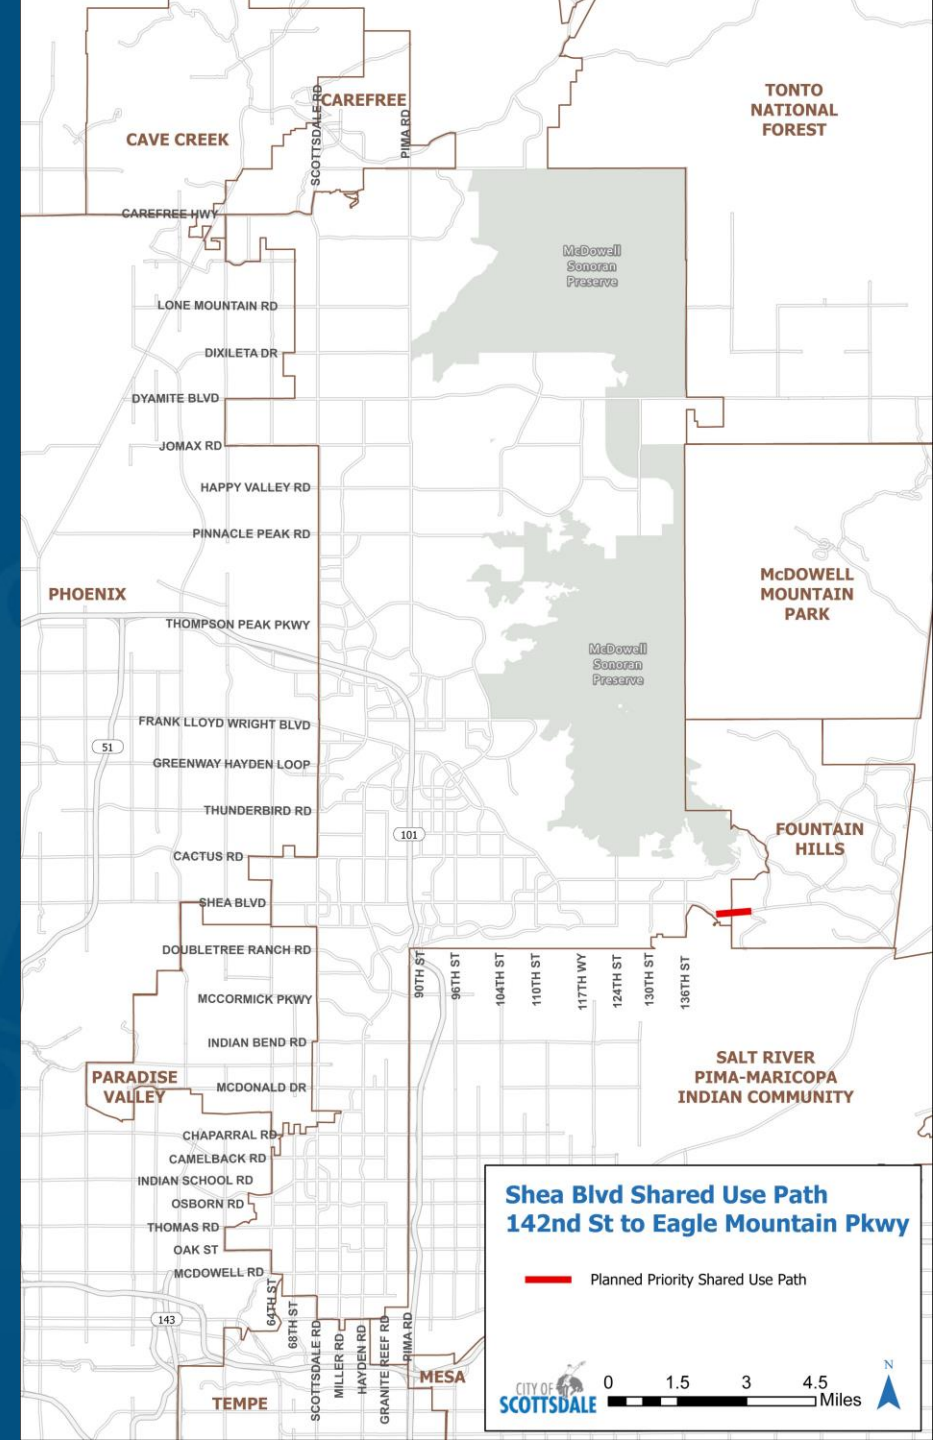 TONTO
NATIONAL
FOREST
CAREFREE
CAVE CREEK
SCOTTSDALE RD
PIMA RD
CAREFREE HWY
McDowell
Sonoran
Preserve
LONE MOUNTAIN RD
DIXILETA DR
DYAMITE BLVD
JOMAX RD
HAPPY VALLEY RD
PINNACLE PEAK RD
PHOENIX
McDOWELL
MOUNTAIN
PARK
THOMPSON PEAK PKWY
McDowell
Sonoran
Preserve
FRANK LLOYD WRIGHT BLVD
51
GREENWAY HAYDEN LOOP
THUNDERBIRD RD
101
FOUNTAIN
HILLS
CACTUS RD
SHEA BLVD
DOUBLETREE RANCH RD
90TH ST
96TH ST
104TH ST
110TH ST
117TH WY
124TH ST
130TH ST
136TH ST
MCCORMICK PKWY
INDIAN BEND RD
PARADISE
VALLEY
MCDONALD DR
SALT RIVER
PIMA-MARICOPA
INDIAN COMMUNITY
CHAPARRAL RD
CAMELBACK RD
INDIAN SCHOOL RD
OSBORN RD
THOMAS RD
OAK ST
MCDOWELL RD
143
64TH ST
68TH ST
SCOTTSDALE RD
MILLER RD
HAYDEN RD
GRANITE REEF RD
PIMA RD
MESA
TEMPE
Shea Blvd Shared Use Path
142nd St to Eagle Mountain Pkwy
Planned Priority Shared Use Path
CITY OF
SCOTTSDALE
0 1.5 3 4.5
Miles
N